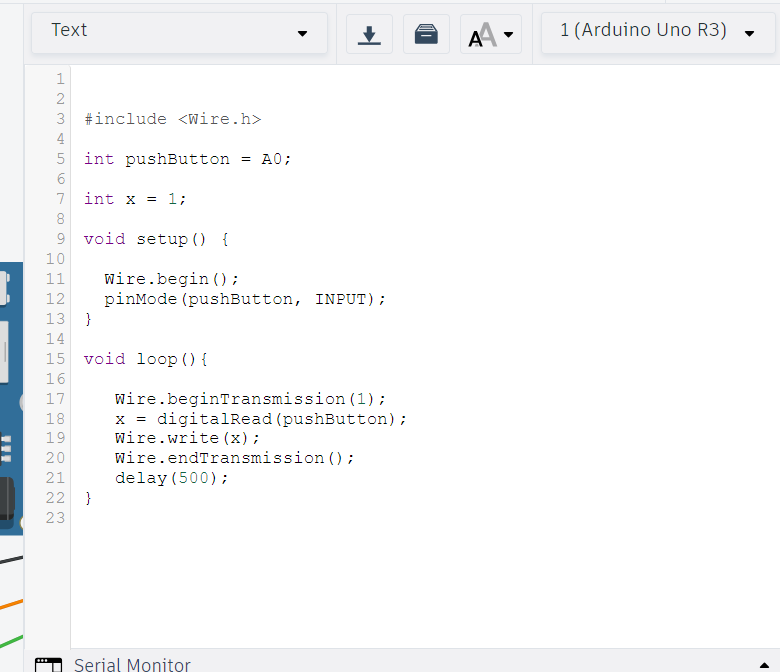 Text
AA
1 (Arduino Uno R3)
1
2
3 #include <Wire.h>
4
5 int pushButton = A0;
6
7 int x = 1;
8
9 void setup() {
10
11 Wire.begin();
12 pinMode(pushButton, INPUT);
13 }
14
15 void loop(){
16
17 Wire.beginTransmission(1);
18 x = digitalRead(pushButton);
19 Wire.write(x);
20 Wire.endTransmission();
21 delay(500);
22 }
23
Serial Monitor